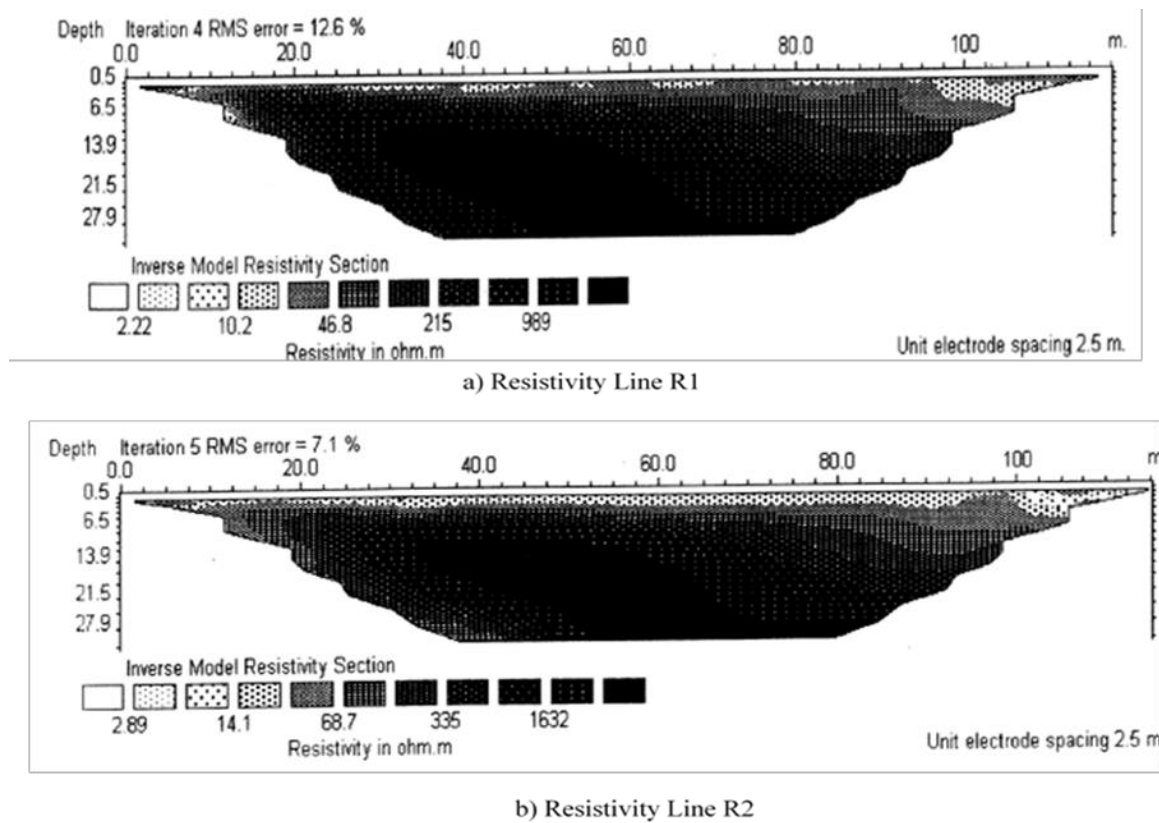 Depth Iteration 4 RMS error = 12.6 %
0.0 20.0 40.0 60.0 80.0 100 m.
0.5
6.5
13.9
21.5
27.9
Inverse Model Resistivity Section
2.22 10.2 46.8 215 989
Resistivity in ohm.m
Unit electrode spacing 2.5 m.
a) Resistivity Line R1
Depth Iteration 5 RMS error = 7.1 %
0.0 20.0 40.0 60.0 80.0 100 m
0.5
6.5
13.9
21.5
27.9
Inverse Model Resistivity Section
2.89 14.1 68.7 335 1632
Resistivity in ohm.m
Unit electrode spacing 2.5 m
b) Resistivity Line R2